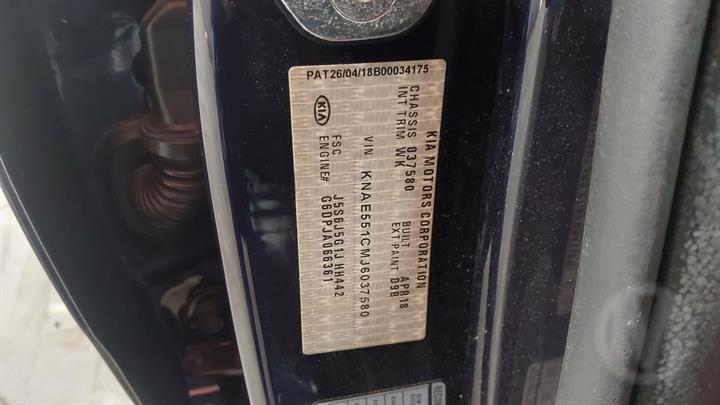 PAT26/04/18B00034175
KIA MOTORS CORPORATION
CHASSIS 037580 BUILT APR18
INT TRIM WK EXT PAINT D9B
VIN KNAE551CMJ6037580
FSC J5S6J5G1J HH442
ENGINE# G6DPJA066361
KIA